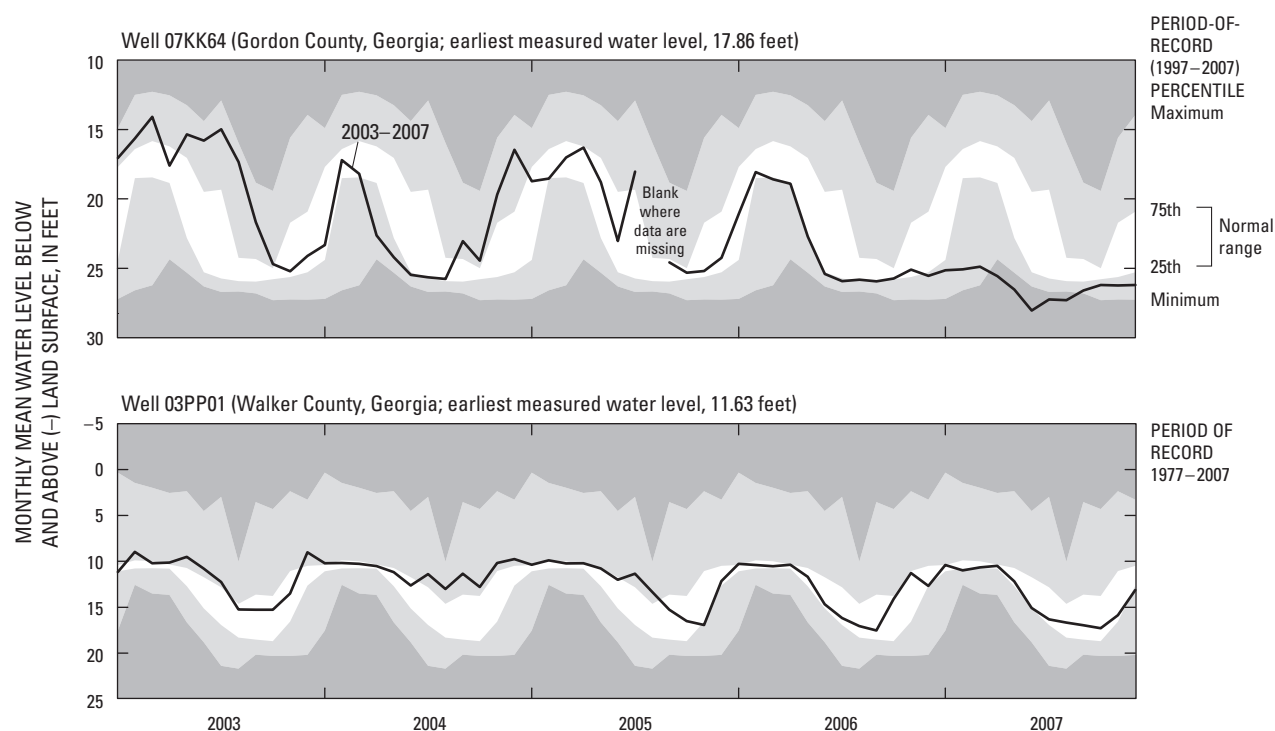 Well 07KK64 (Gordon County, Georgia; earliest measured water level, 17.86 feet)
PERIOD-OF-
RECORD
(1997–2007)
PERCENTILE
Maximum
75th
Normal
range
25th
Minimum
10
15
20
25
30
2003–2007
Blank
where
data are
missing
MONTHLY MEAN WATER LEVEL BELOW
AND ABOVE (–) LAND SURFACE, IN FEET
Well 03PP01 (Walker County, Georgia; earliest measured water level, 11.63 feet)
PERIOD OF
RECORD
1977–2007
–5
0
5
10
15
20
25
2003 2004 2005 2006 2007